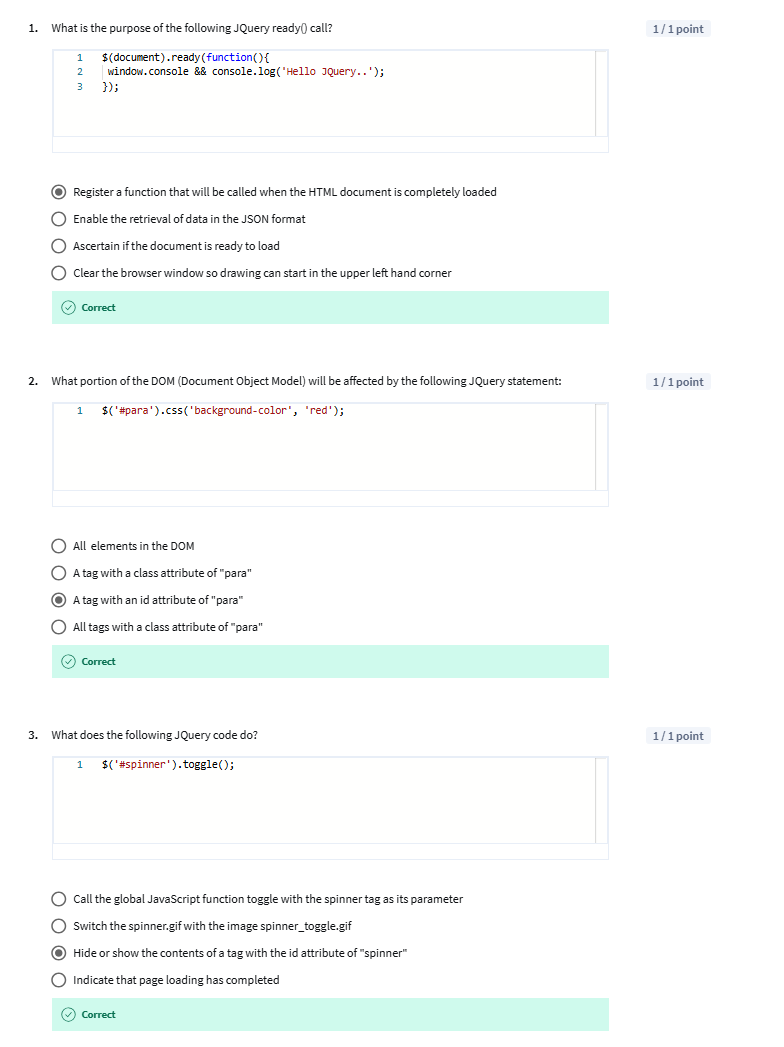 1. What is the purpose of the following JQuery ready() call?
1 / 1 point
1 $(document).ready(function(){
2 window.console && console.log('Hello JQuery..');
3 });
Register a function that will be called when the HTML document is completely loaded
Enable the retrieval of data in the JSON format
Ascertain if the document is ready to load
Clear the browser window so drawing can start in the upper left hand corner
Correct
2. What portion of the DOM (Document Object Model) will be affected by the following JQuery statement:
1 / 1 point
1 $('#para').css('background-color', 'red');
All elements in the DOM
A tag with a class attribute of "para"
A tag with an id attribute of "para"
All tags with a class attribute of "para"
Correct
3. What does the following JQuery code do?
1 / 1 point
1 $('#spinner').toggle();
Call the global JavaScript function toggle with the spinner tag as its parameter
Switch the spinner.gif with the image spinner_toggle.gif
Hide or show the contents of a tag with the id attribute of "spinner"
Indicate that page loading has completed
Correct